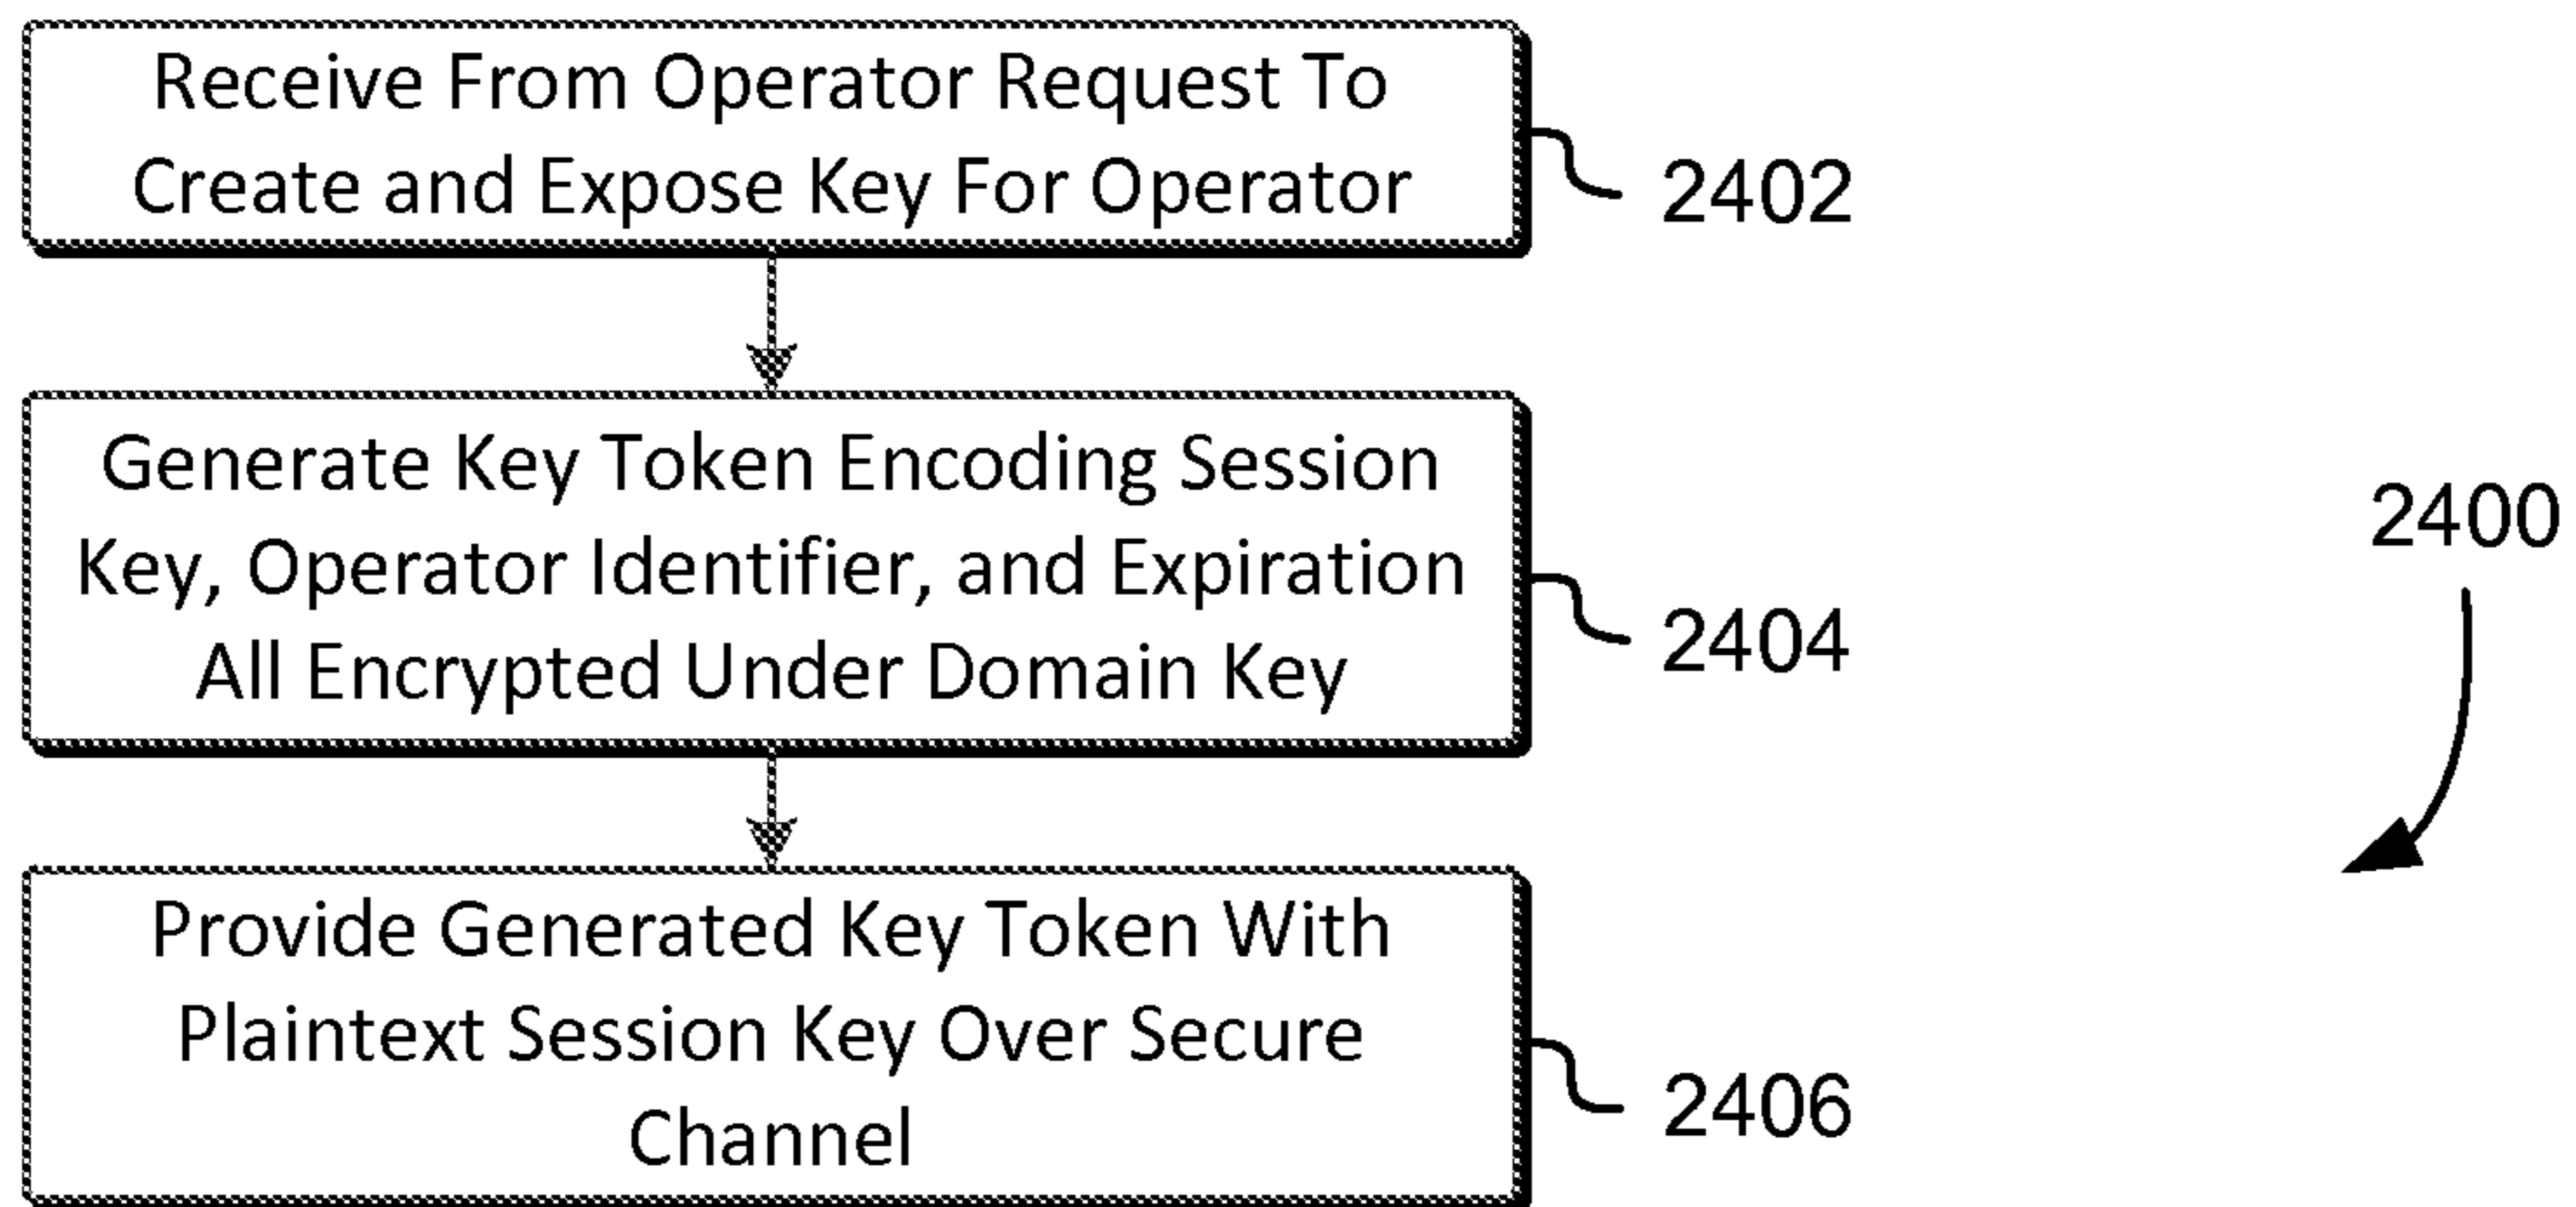 Receive From Operator Request To
Create and Expose Key For Operator
2402
Generate Key Token Encoding Session
Key, Operator Identifier, and Expiration
All Encrypted Under Domain Key
2404
2400
Provide Generated Key Token With
Plaintext Session Key Over Secure
Channel
2406